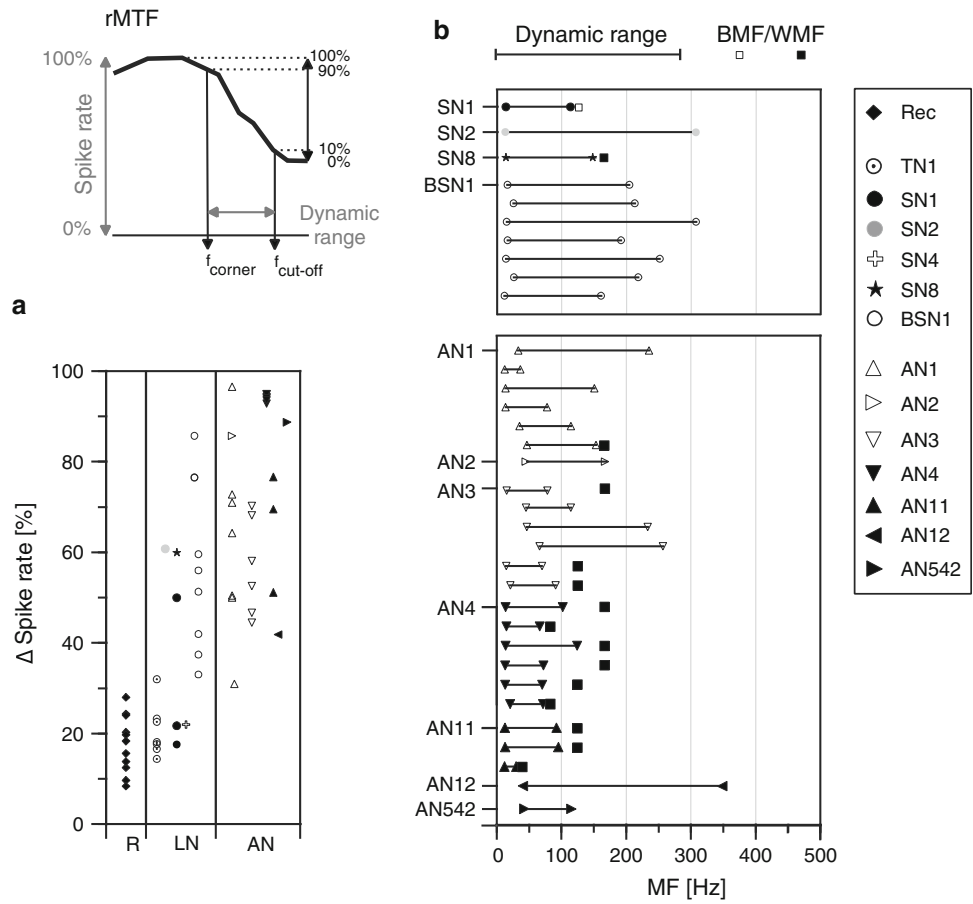 rMTF
100%
Spike rate
0%
100%
90%
10%
0%
Dynamic
range
f corner
f cut-off
a
Δ Spike rate [%]
100
80
60
40
20
0
R
LN
AN
b
Dynamic range
BMF/WMF
SN1
SN2
SN8
BSN1
AN1
AN2
AN3
AN4
AN11
AN12
AN542
0
100
200
300
400
500
MF [Hz]
Rec
TN1
SN1
SN2
SN4
SN8
BSN1
AN1
AN2
AN3
AN4
AN11
AN12
AN542